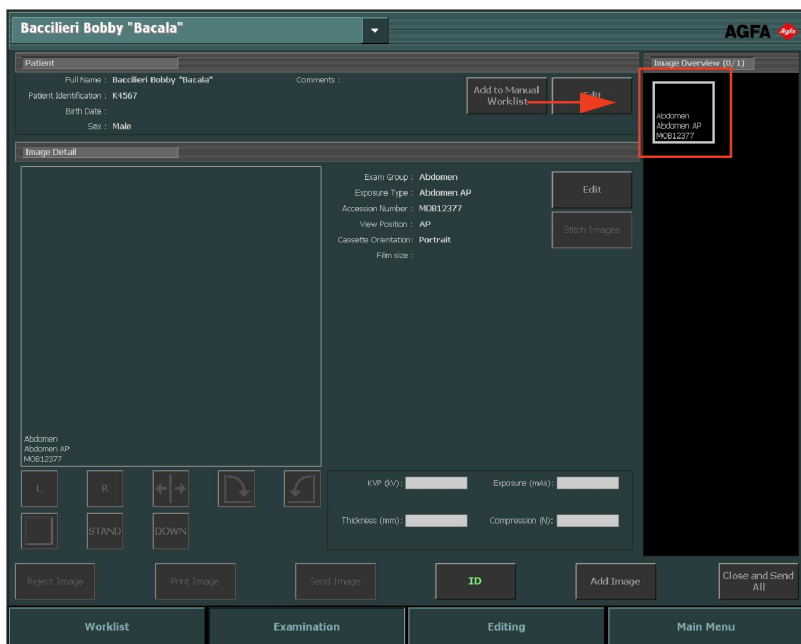 Baccilieri Bobby "Bacala"
AGFA
Agfa
Patient
Full Name : Baccilieri Bobby "Bacala"
Comments :
Patient Identification : K4567
Birth Date :
Sex : Male
Add to Manual
Worklist
Edit
Image Overview (0/1)
Abdomen
Abdomen AP
MOB12377
Image Detail
Exam Group : Abdomen
Exposure Type : Abdomen AP
Accession Number : MOB12377
View Position : AP
Cassette Orientation: Portrait
Film size :
Edit
Stitch Images
Abdomen
Abdomen AP
MOB12377
L
R
STAND
DOWN
KVP (kV):
Exposure (mAs):
Thickness (mm):
Compression (N):
Reject Image
Print Image
Send Image
ID
Add Image
Close and Send
All
Worklist
Examination
Editing
Main Menu